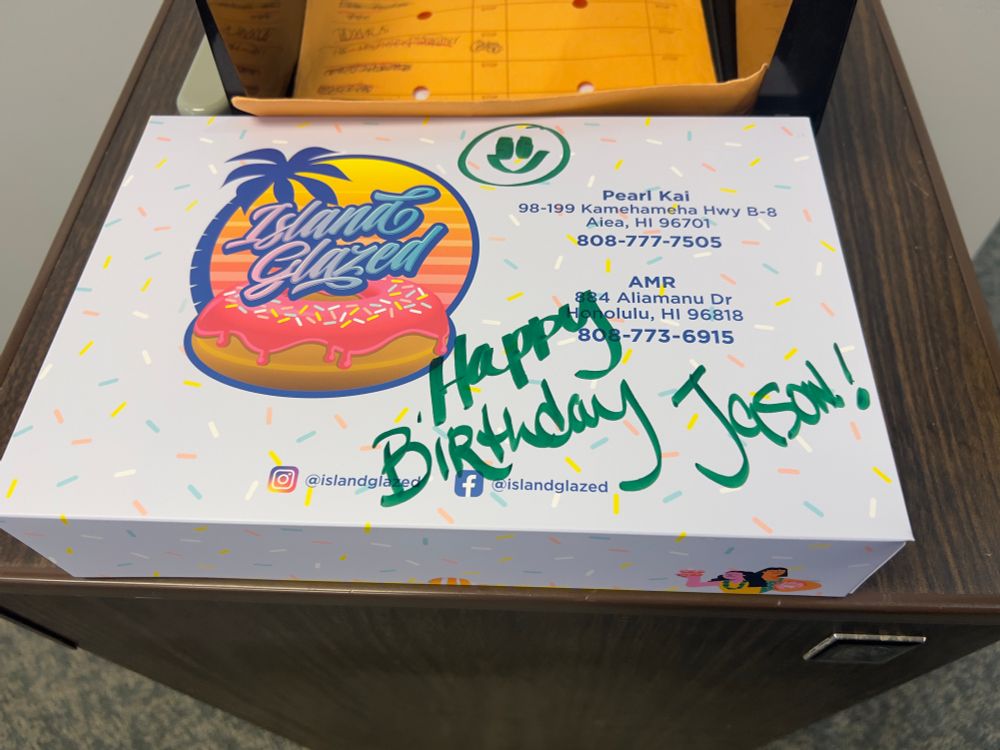 Island
Glazed
Pearl Kai
98-199 Kamehameha Hwy B-8
Aiea, HI 96701
808-777-7505
AMR
884 Aliamanu Dr
Honolulu, HI 96818
808-773-6915
Happy
Birthday Jason!
@islandglazed @islandglazed